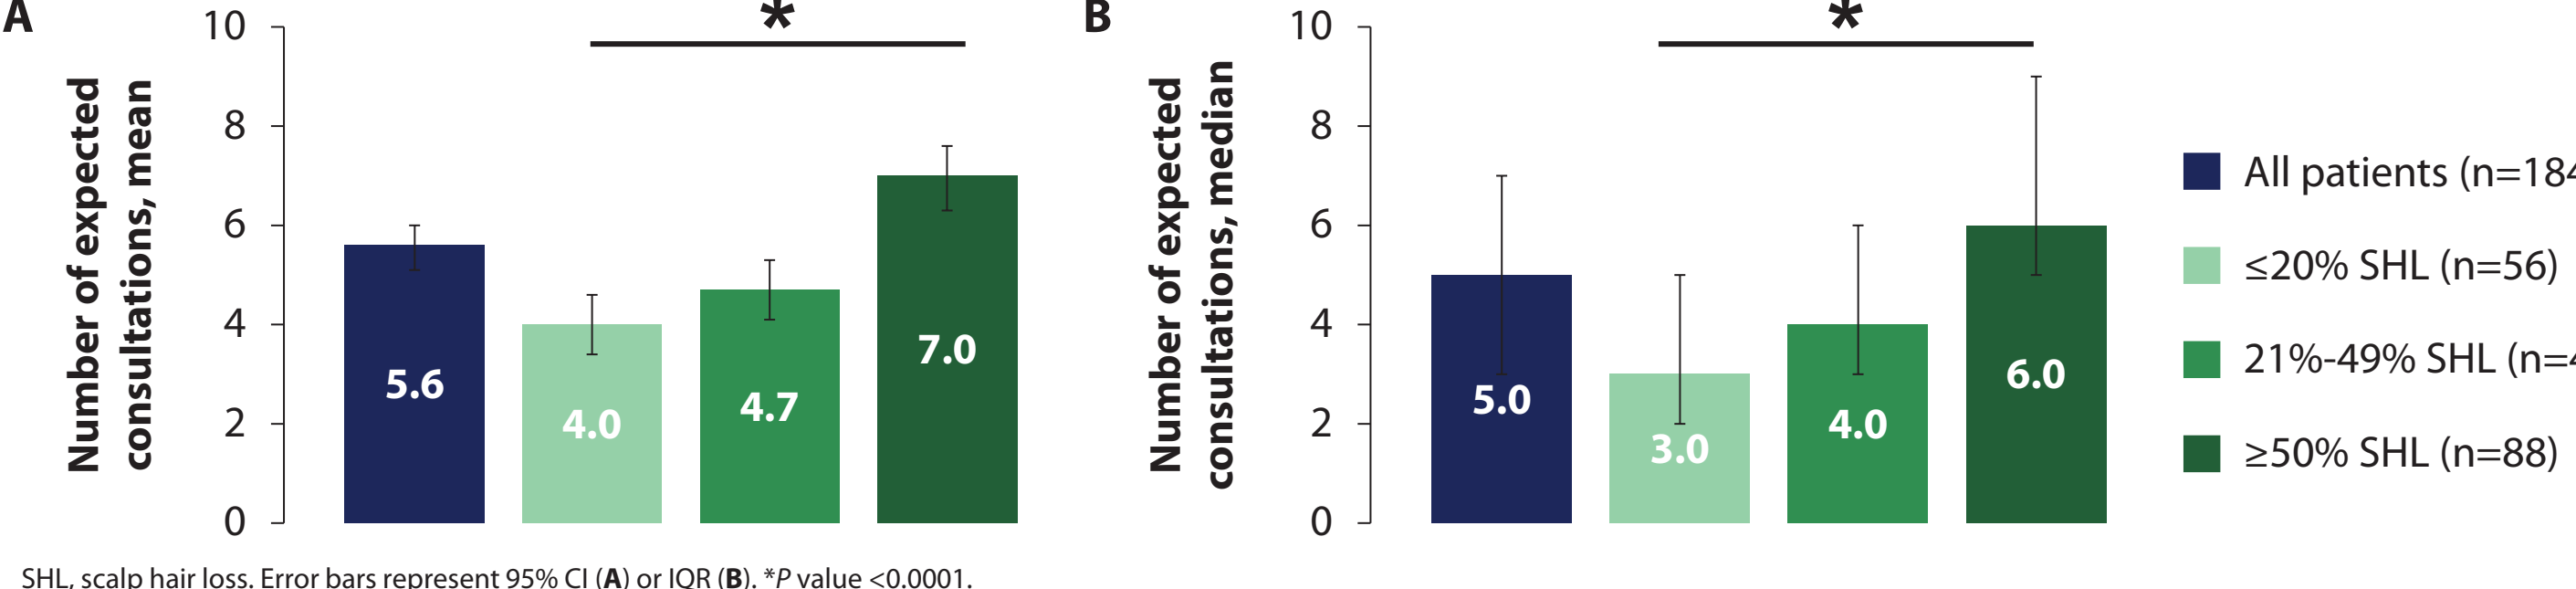 A
*
10
8
6
4
2
0
Number of expected
consultations, mean
5.6
4.0
4.7
7.0
B
*
10
8
6
4
2
0
Number of expected
consultations, median
5.0
3.0
4.0
6.0
All patients (n=184
≤20% SHL (n=56)
21%-49% SHL (n=4
≥50% SHL (n=88)
SHL, scalp hair loss. Error bars represent 95% CI (A) or IQR (B). *P value <0.0001.